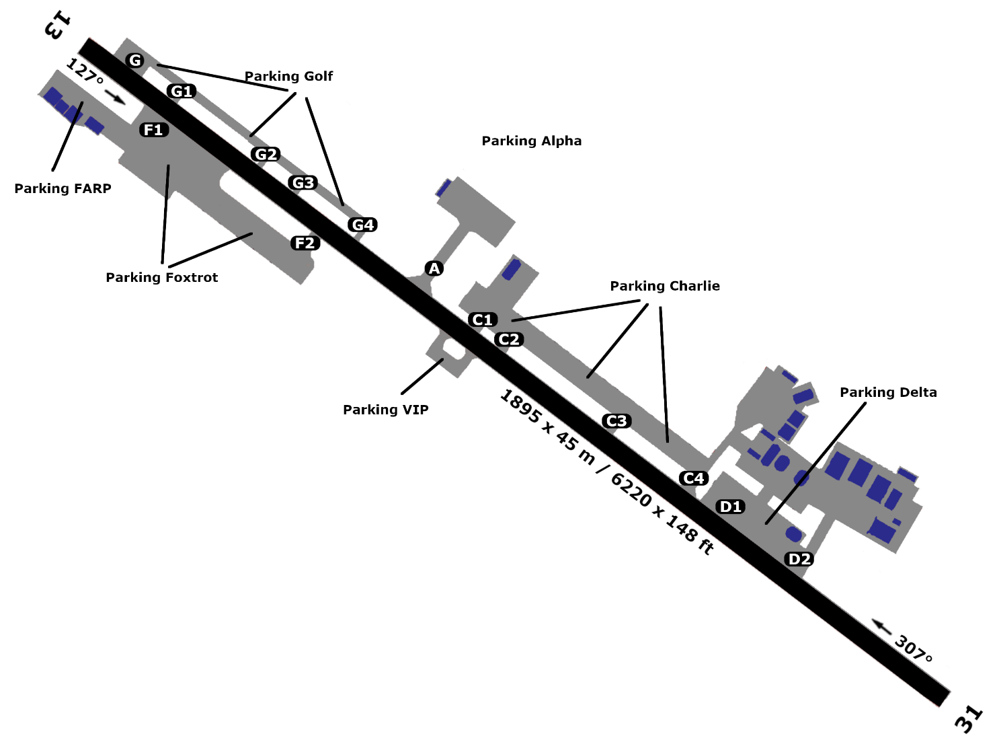 13
127°
G
Parking Golf
G1
F1
Parking Alpha
G2
G3
Parking FARP
G4
F2
A
Parking Foxtrot
Parking Charlie
C1
C2
Parking Delta
Parking VIP
1895 x 45 m / 6220 x 148 ft
C3
C4
D1
D2
307°
31